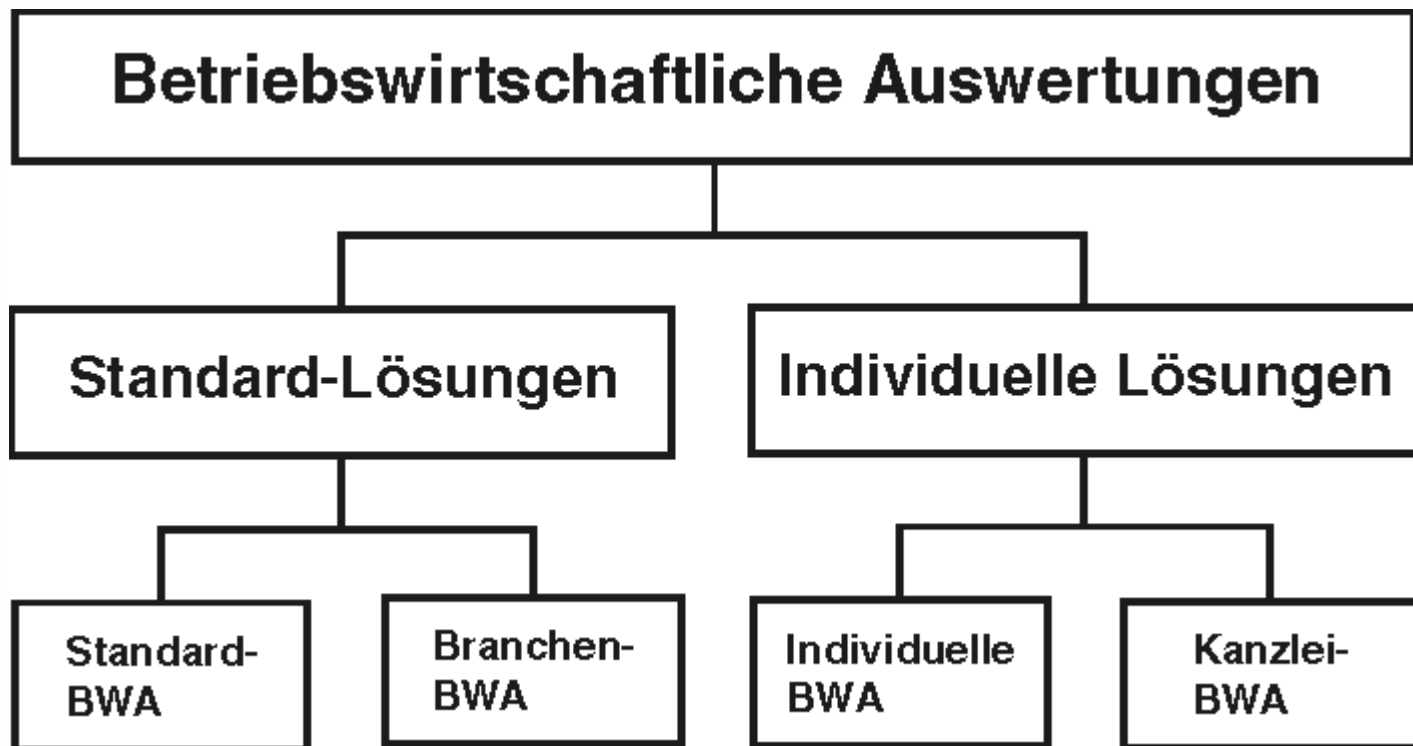 Betriebswirtschaftliche Auswertungen
Standard-Lösungen
Individuelle Lösungen
Standard-
BWA
Branchen-
BWA
Individuelle
BWA
Kanzlei-
BWA